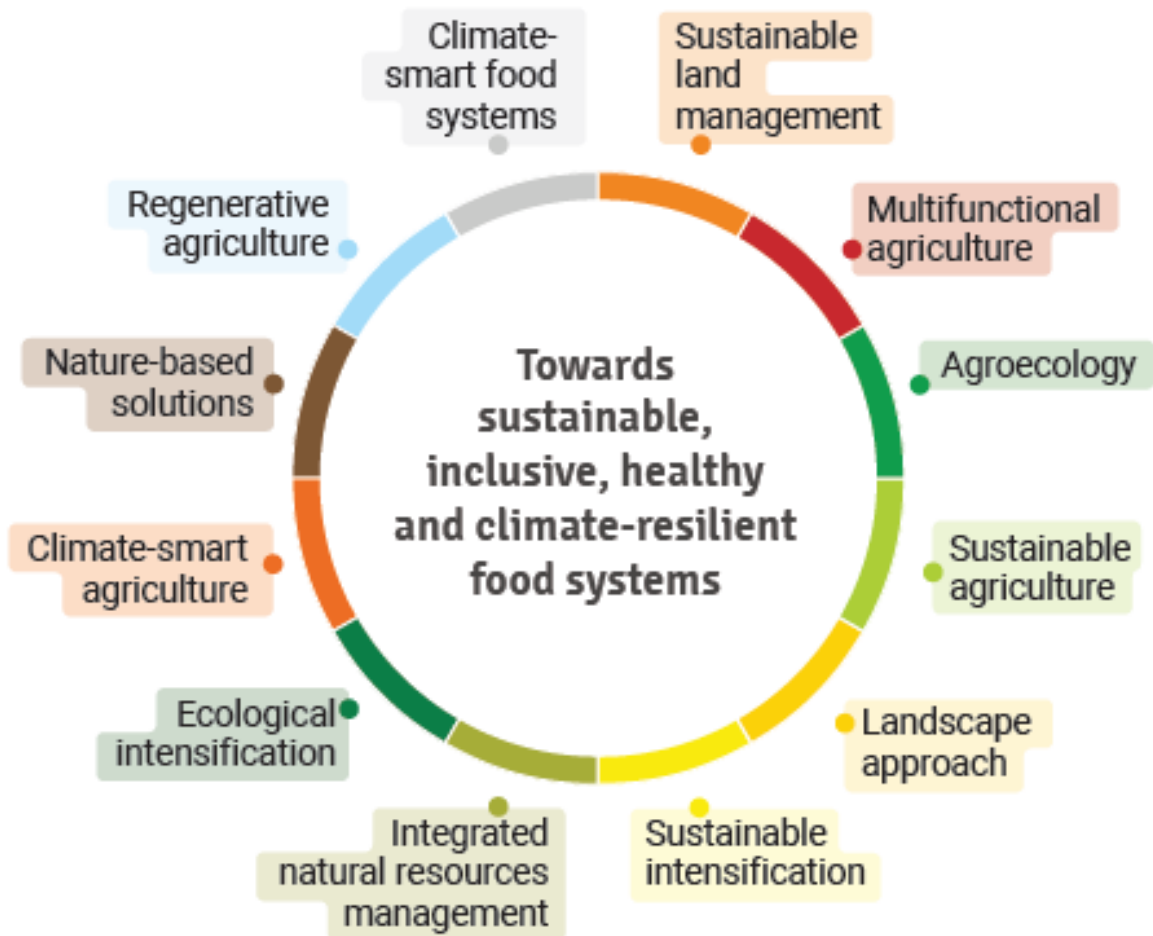 Climate-
smart food
systems
Sustainable
land
management
Multifunctional
agriculture
Agroecology
Sustainable
agriculture
Landscape
approach
Sustainable
intensification
Integrated
natural resources
management
Ecological
intensification
Climate-smart
agriculture
Nature-based
solutions
Regenerative
agriculture
Towards
sustainable,
inclusive, healthy
and climate-resilient
food systems